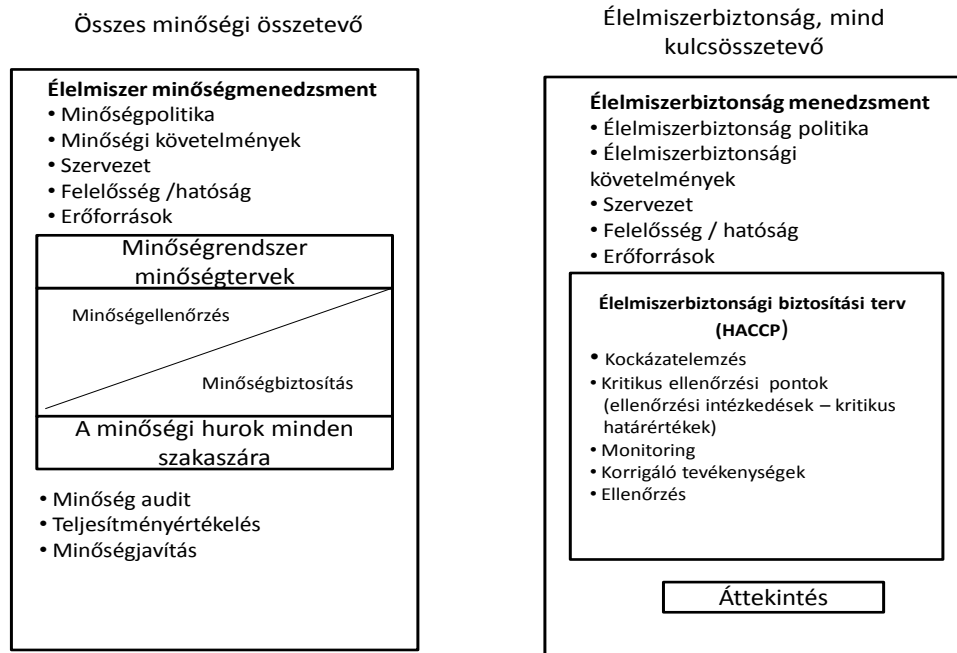 Összes minőségi összetevő
Élelmiszer minőségmenedzsment
• Minőségpolitika
• Minőségi követelmények
• Szervezet
• Felelősség /hatóság
• Erőforrások
Minőségrendszer
minőségtervek
Minőségellenőrzés
Minőségbiztosítás
A minőségi hurok minden
szakaszára
• Minőség audit
• Teljesítményértékelés
• Minőségjavítás
Élelmiszerbiztonság, mind
kulcsösszetevő
Élelmiszerbiztonság menedzsment
• Élelmiszerbiztonság politika
• Élelmiszerbiztonsági
követelmények
• Szervezet
• Felelősség / hatóság
• Erőforrások
Élelmiszerbiztonsági biztosítási terv
(HACCP)
• Kockázatelemzés
• Kritikus ellenőrzési pontok
(ellenőrzési intézkedések – kritikus
határértékek)
• Monitoring
• Korrigáló tevékenységek
• Ellenőrzés
Áttekintés